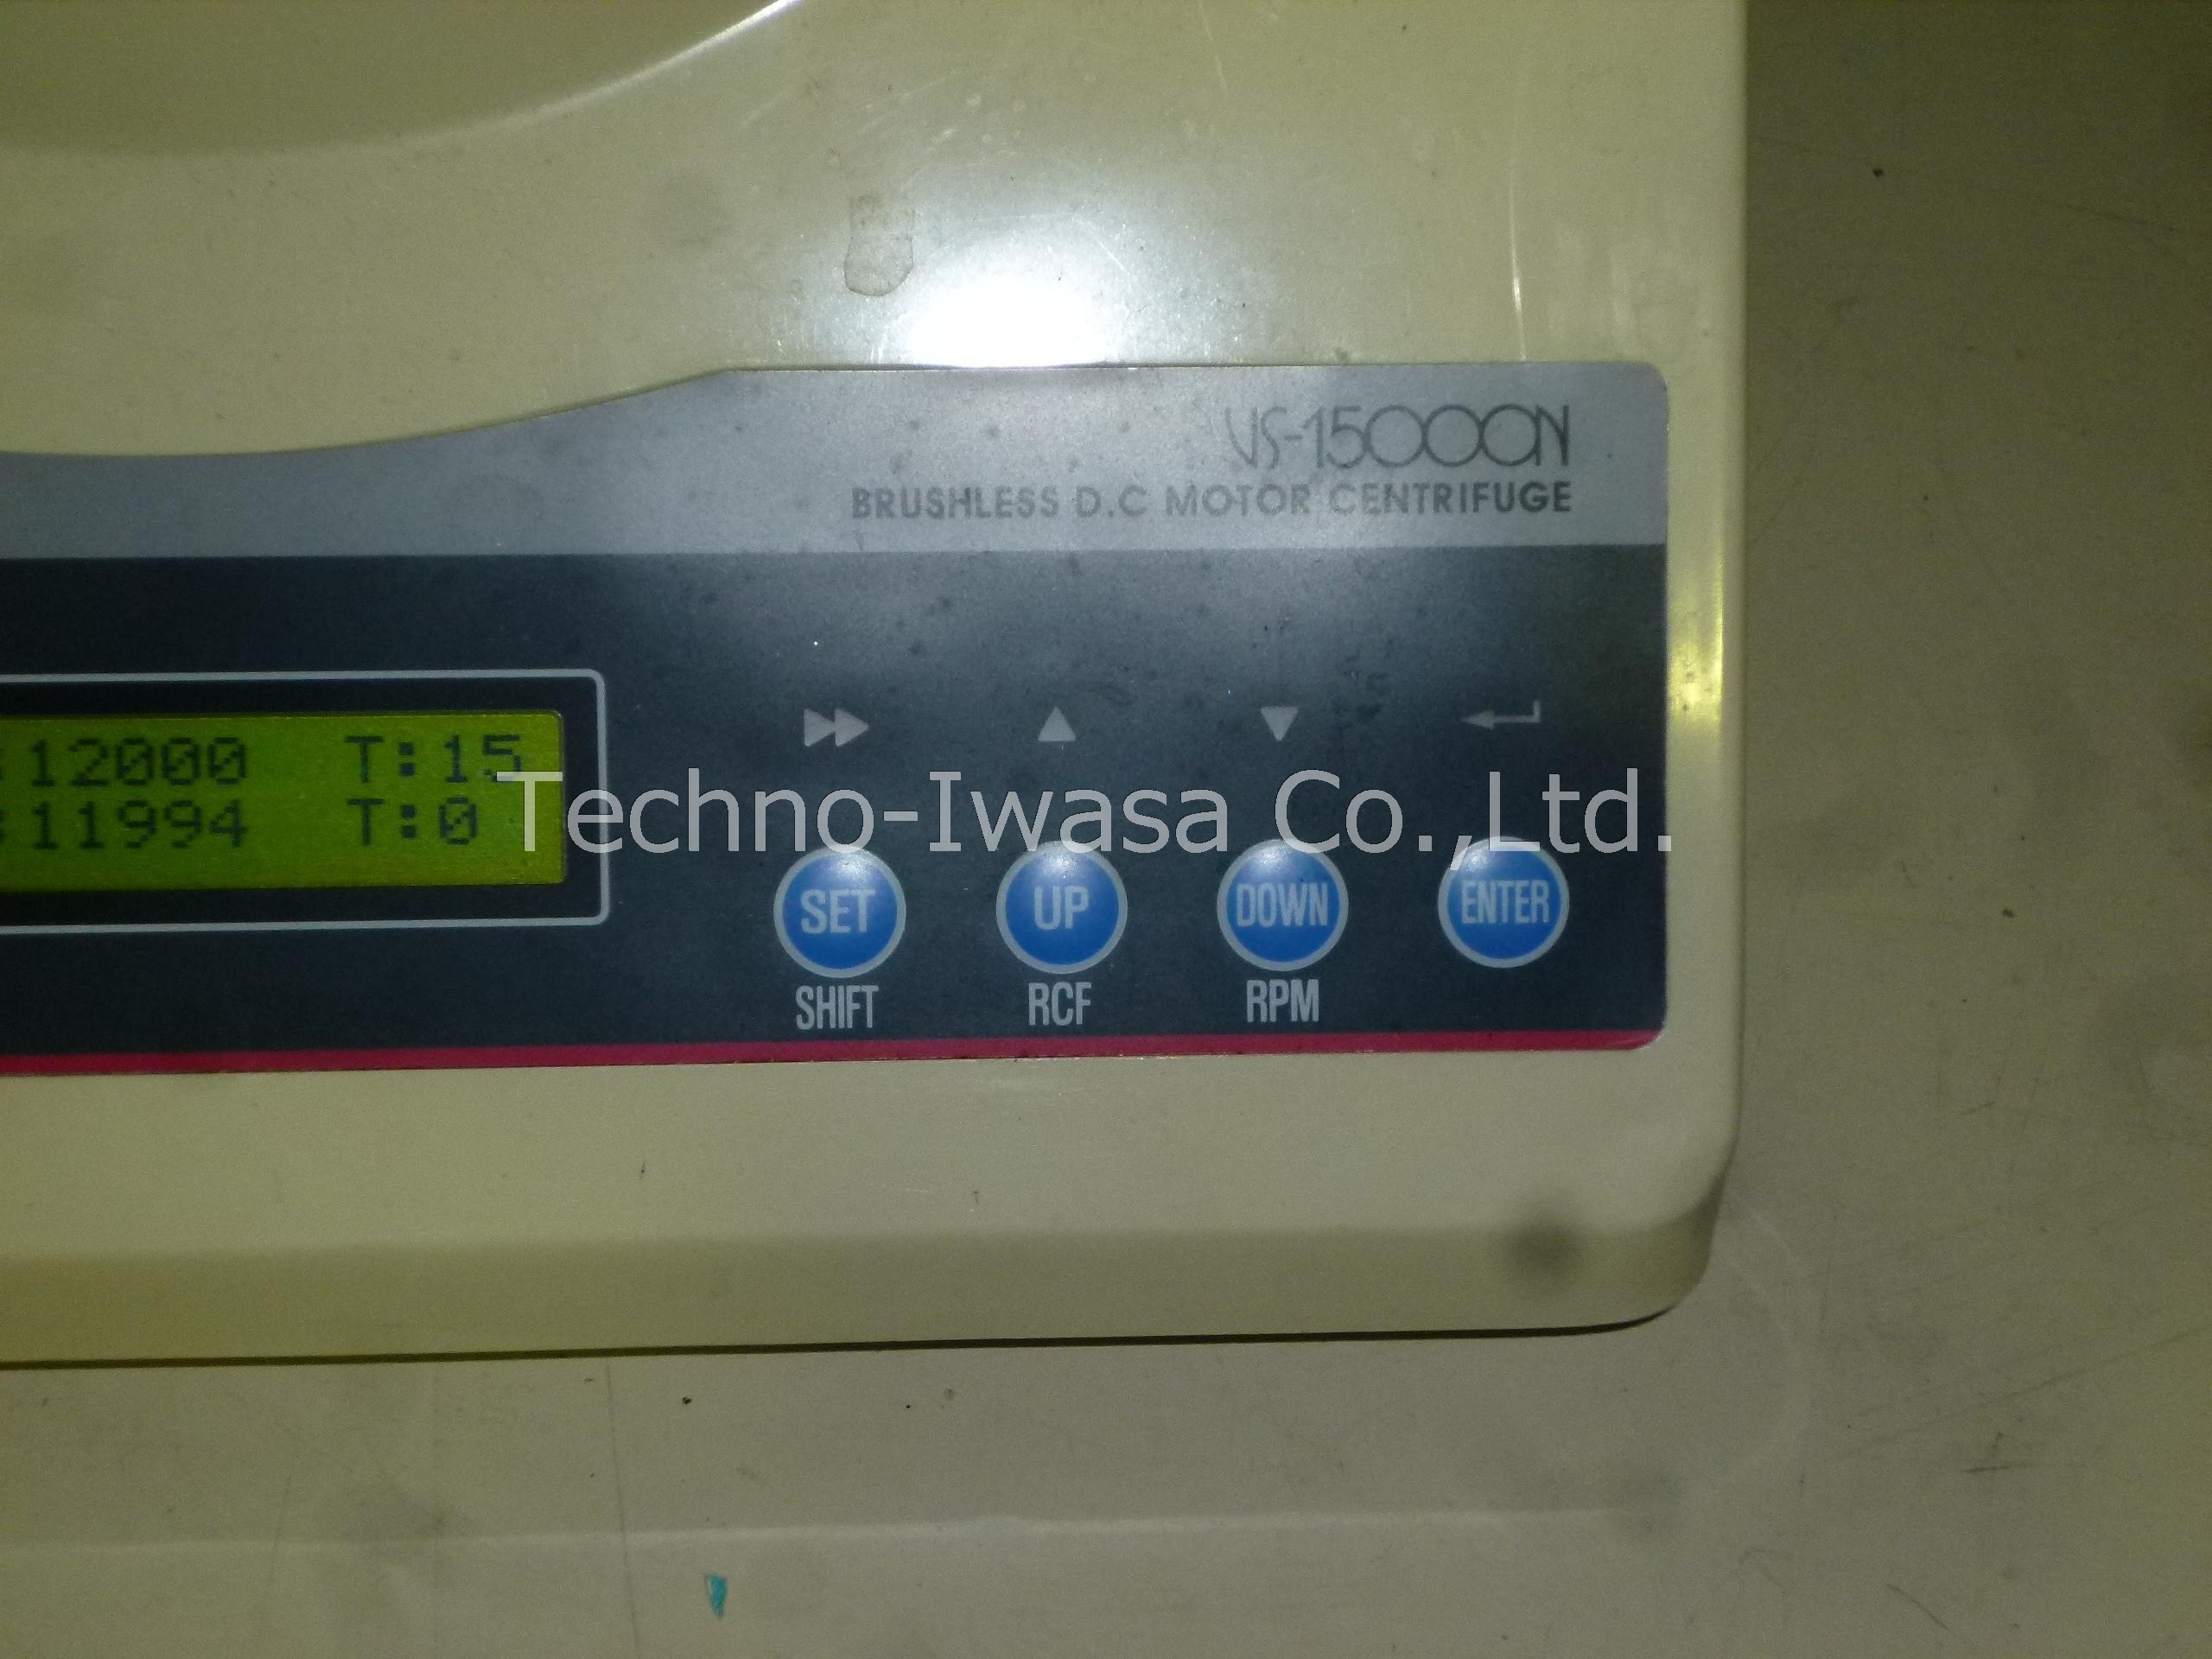 VS-15000N
BRUSHLESS D.C MOTOR CENTRIFUGE
:12000 T:15
:11994 T:0
Techno-Iwasa Co.,Ltd.
SET UP DOWN ENTER
SHIFT RCF RPM